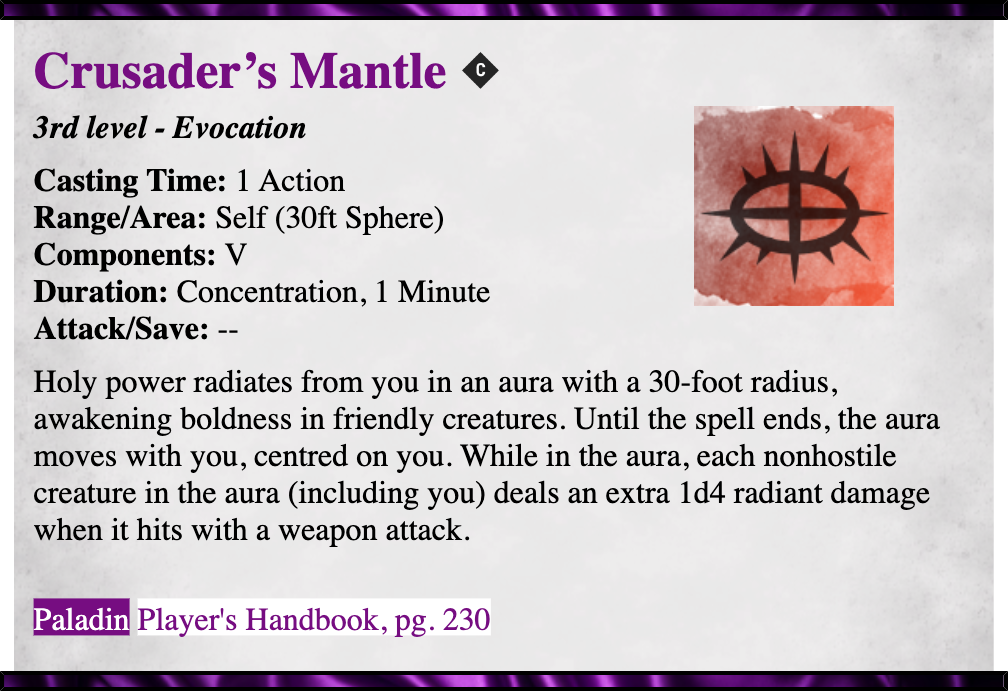 Crusader’s Mantle C
3rd level - Evocation
Casting Time: 1 Action
Range/Area: Self (30ft Sphere)
Components: V
Duration: Concentration, 1 Minute
Attack/Save: --
Holy power radiates from you in an aura with a 30-foot radius,
awakening boldness in friendly creatures. Until the spell ends, the aura
moves with you, centred on you. While in the aura, each nonhostile
creature in the aura (including you) deals an extra 1d4 radiant damage
when it hits with a weapon attack.
Paladin Player's Handbook, pg. 230